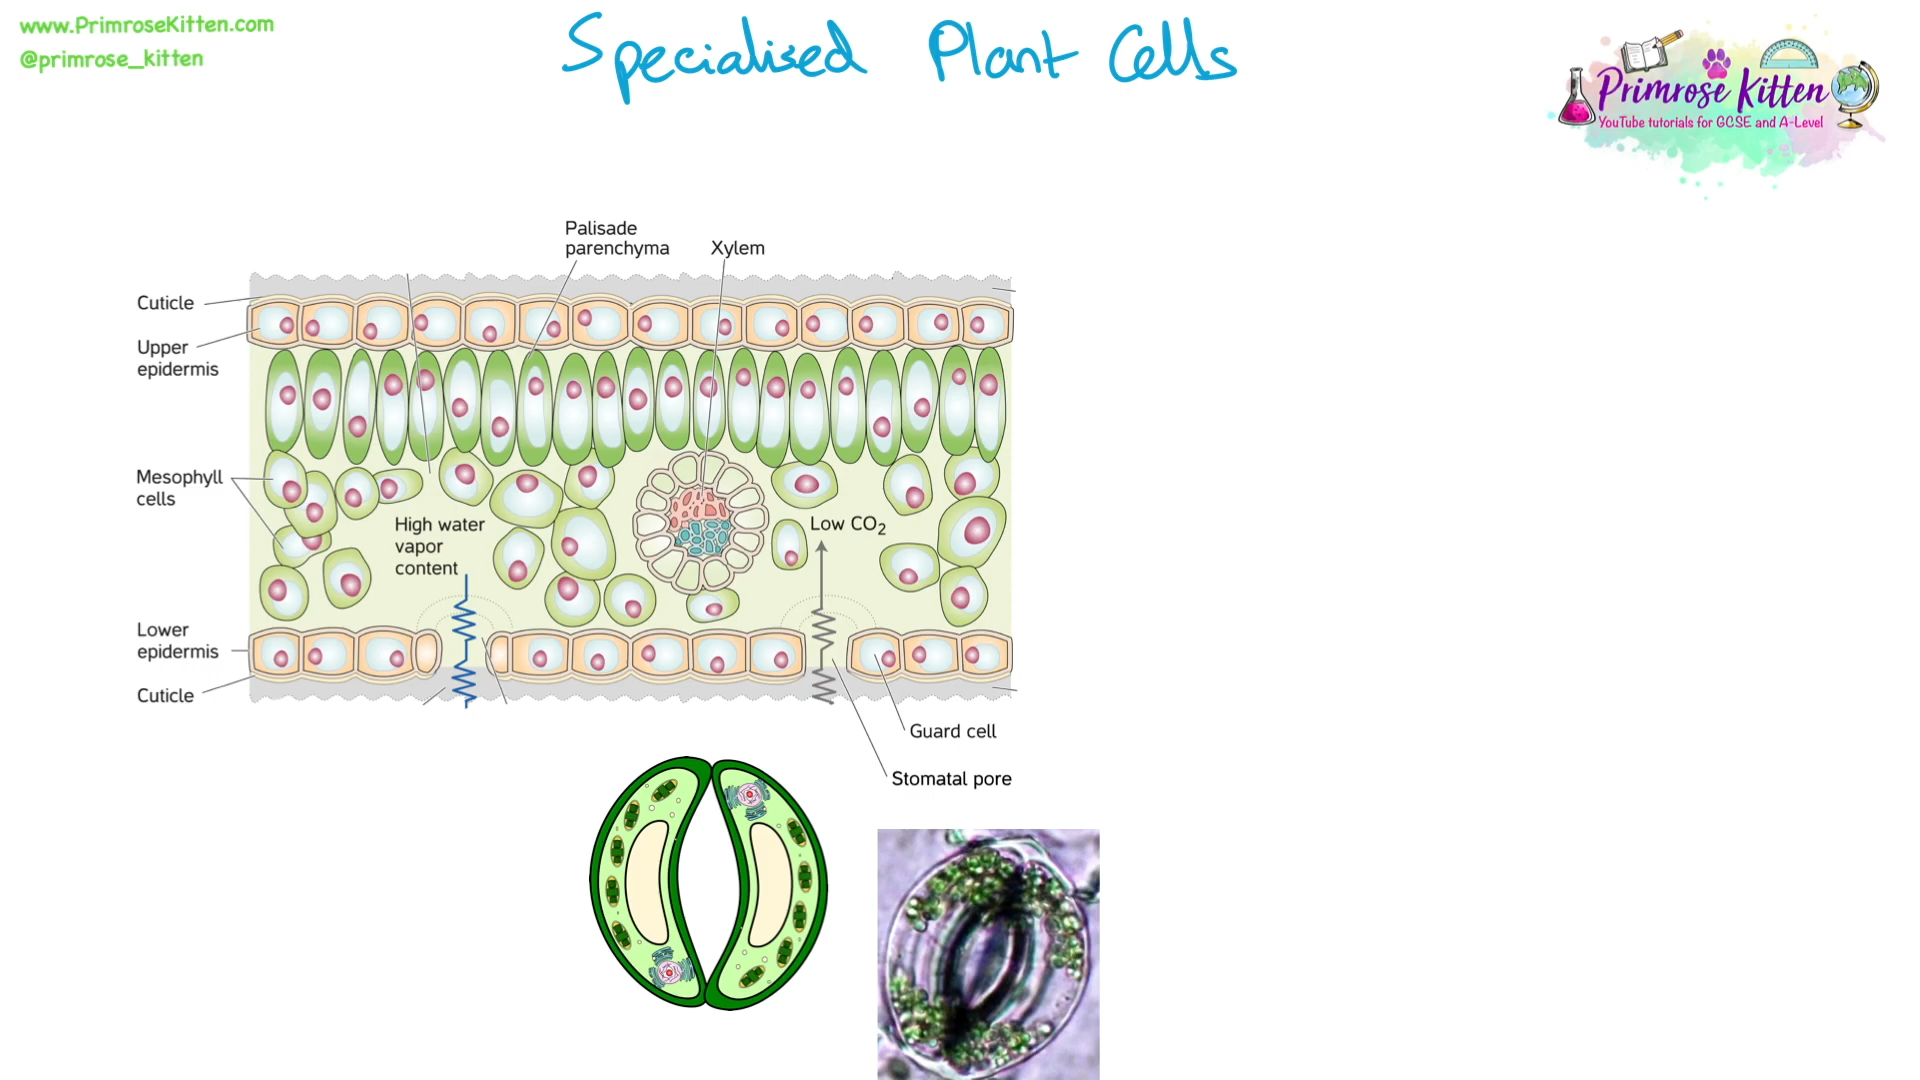 www.PrimroseKitten.com
@primrose_kitten
Specialised Plant Cells
Primrose Kitten
YouTube tutorials for GCSE and A-Level
Palisade
parenchyma
Xylem
Cuticle
Upper
epidermis
Mesophyll
cells
High water
vapor
content
Low CO₂
Lower
epidermis
Cuticle
Guard cell
Stomatal pore